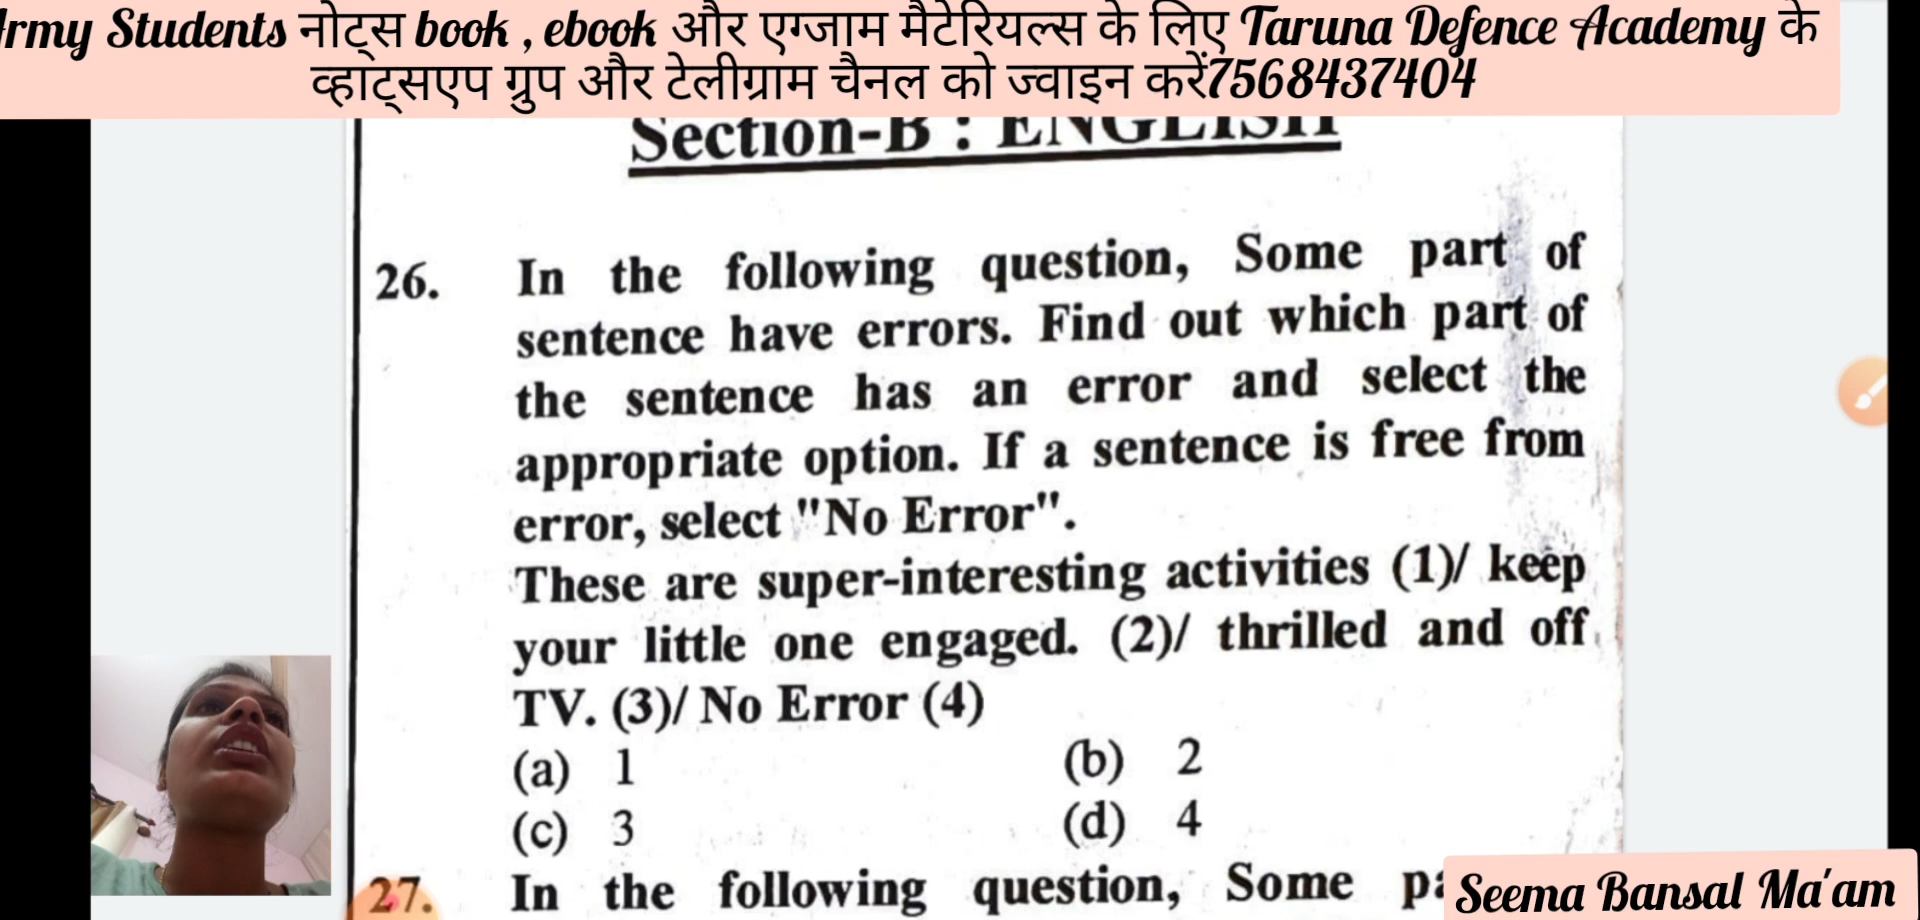 Army Students नोट्स book , ebook और एग्जाम मैटेरियल्स के लिए Taruna Defence Academy के
व्हाट्सएप ग्रुप और टेलीग्राम चैनल को ज्वाइन करें7568437404
Section-B : ENGLISH
26. In the following question, Some part of
sentence have errors. Find out which part of
the sentence has an error and select the
appropriate option. If a sentence is free from
error, select "No Error".
These are super-interesting activities (1)/ keep
your little one engaged. (2)/ thrilled and off
TV. (3)/ No Error (4)
(a) 1 (b) 2
(c) 3 (d) 4
27. In the following question, Some
Seema Bansal Ma'am